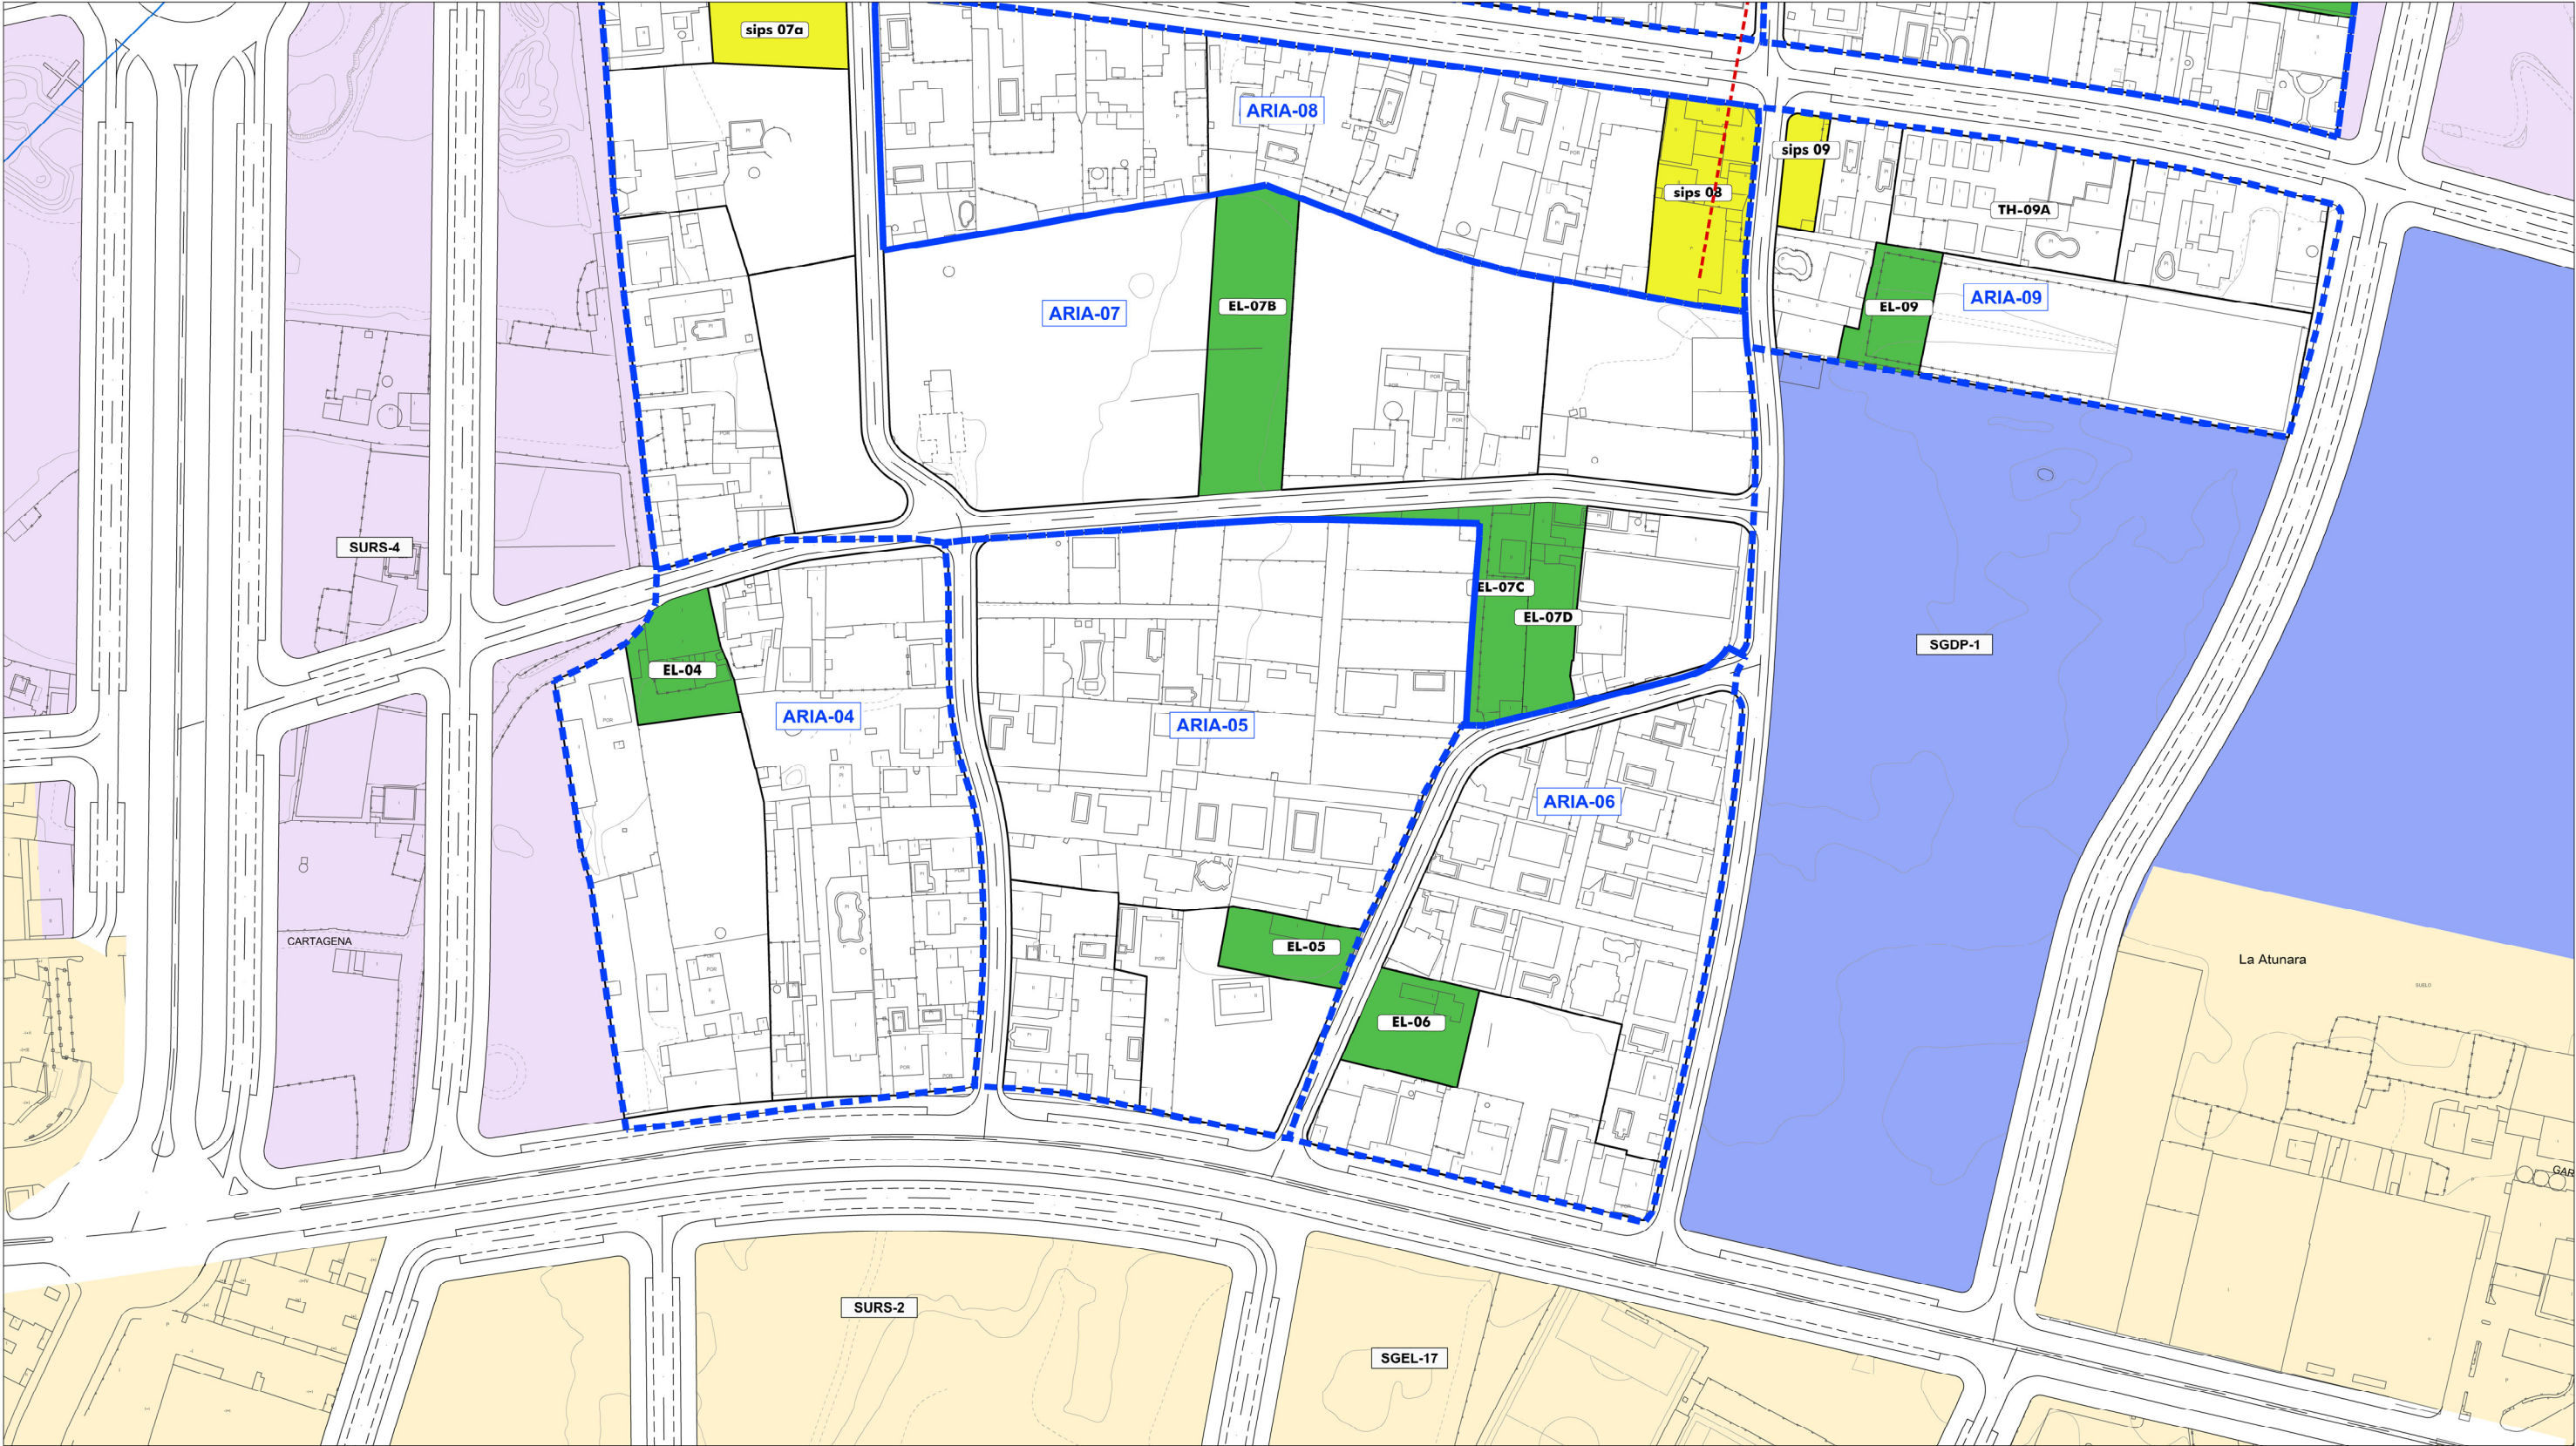 sips 07a
ARIA-08
sips 09
sips 08
TH-09A
ARIA-09
EL-07B
EL-09
ARIA-07
SURS-4
EL-07C
EL-07D
SGDP-1
EL-04
ARIA-04
ARIA-05
ARIA-06
CARTAGENA
EL-05
La Atunara
SUELO
EL-06
GAR
SURS-2
SGEL-17